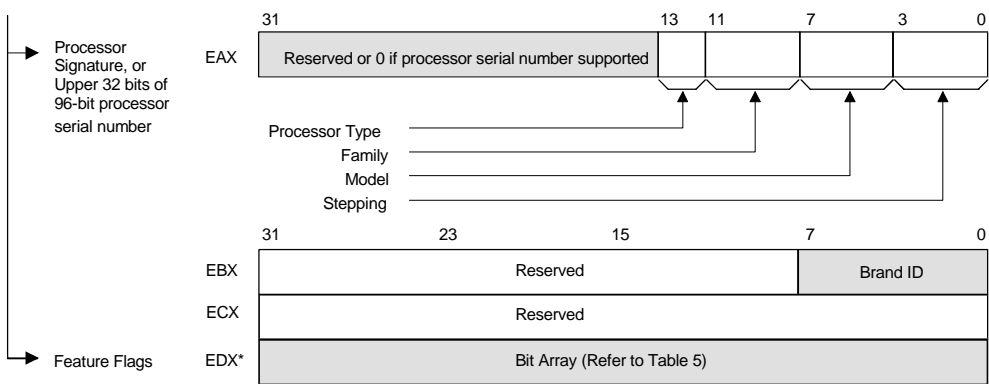 31 13 11 7 3 0
Processor
Signature, or
Upper 32 bits of
96-bit processor
serial number
EAX
Reserved or 0 if processor serial number supported
Processor Type
Family
Model
Stepping
31 23 15 7 0
EBX
Reserved
Brand ID
ECX
Reserved
Feature Flags
EDX*
Bit Array (Refer to Table 5)